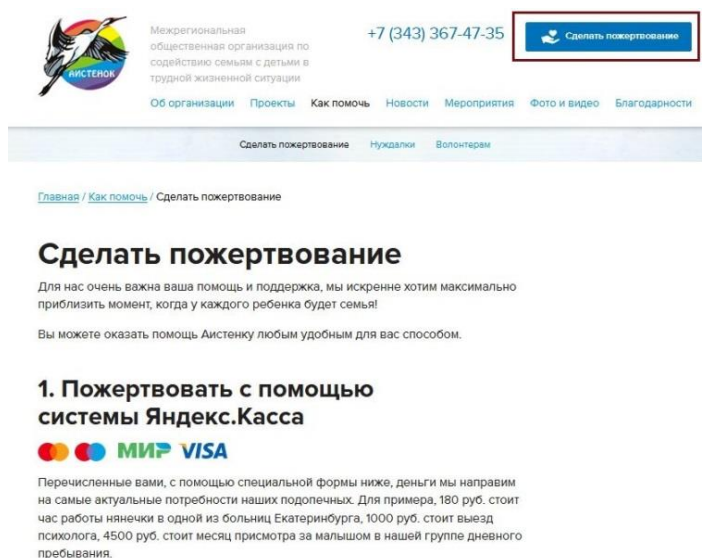 АИСТЕНОК
Межрегиональная
общественная организация по
содействию семьям с детьми в
трудной жизненной ситуации
+7 (343) 367-47-35
Сделать пожертвование
Об организации Проекты Как помочь Новости Мероприятия Фото и видео Благодарности
Сделать пожертвование Нуждалки Волонтерам
Главная / Как помочь / Сделать пожертвование
Сделать пожертвование
Для нас очень важна ваша помощь и поддержка, мы искренне хотим максимально
приблизить момент, когда у каждого ребенка будет семья!
Вы можете оказать помощь Аистенку любым удобным для вас способом.
1. Пожертвовать с помощью
системы Яндекс.Касса
МИР VISA
Перечисленные вами, с помощью специальной формы ниже, деньги мы направим
на самые актуальные потребности наших подопечных. Для примера, 180 руб. стоит
час работы нянечки в одной из больниц Екатеринбурга, 1000 руб. стоит выезд
психолога, 4500 руб. стоит месяц присмотра за малышом в нашей группе дневного
пребывания.